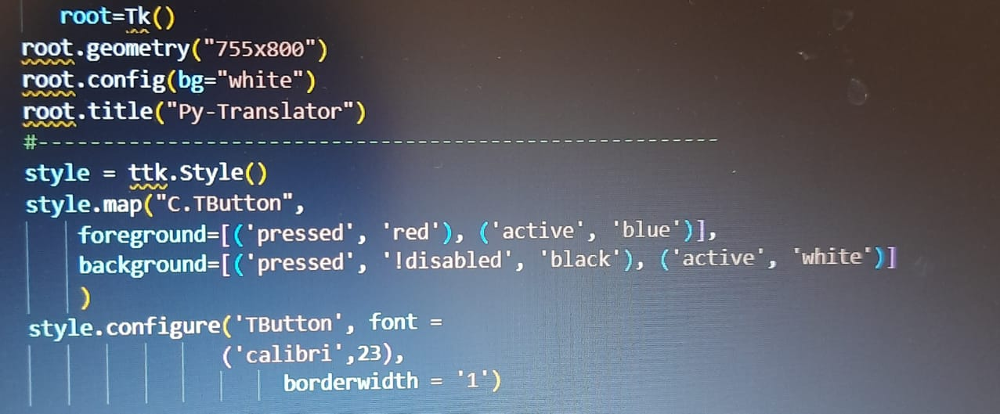 root=Tk()
root.geometry("755x800")
root.config(bg="white")
root.title("Py-Translator")
#----------------------------------------------------
style = ttk.Style()
style.map("C.TButton",
foreground=[('pressed', 'red'), ('active', 'blue')],
background=[('pressed', '!disabled', 'black'), ('active', 'white')]
)
style.configure('TButton', font =
('calibri',23),
borderwidth = '1')